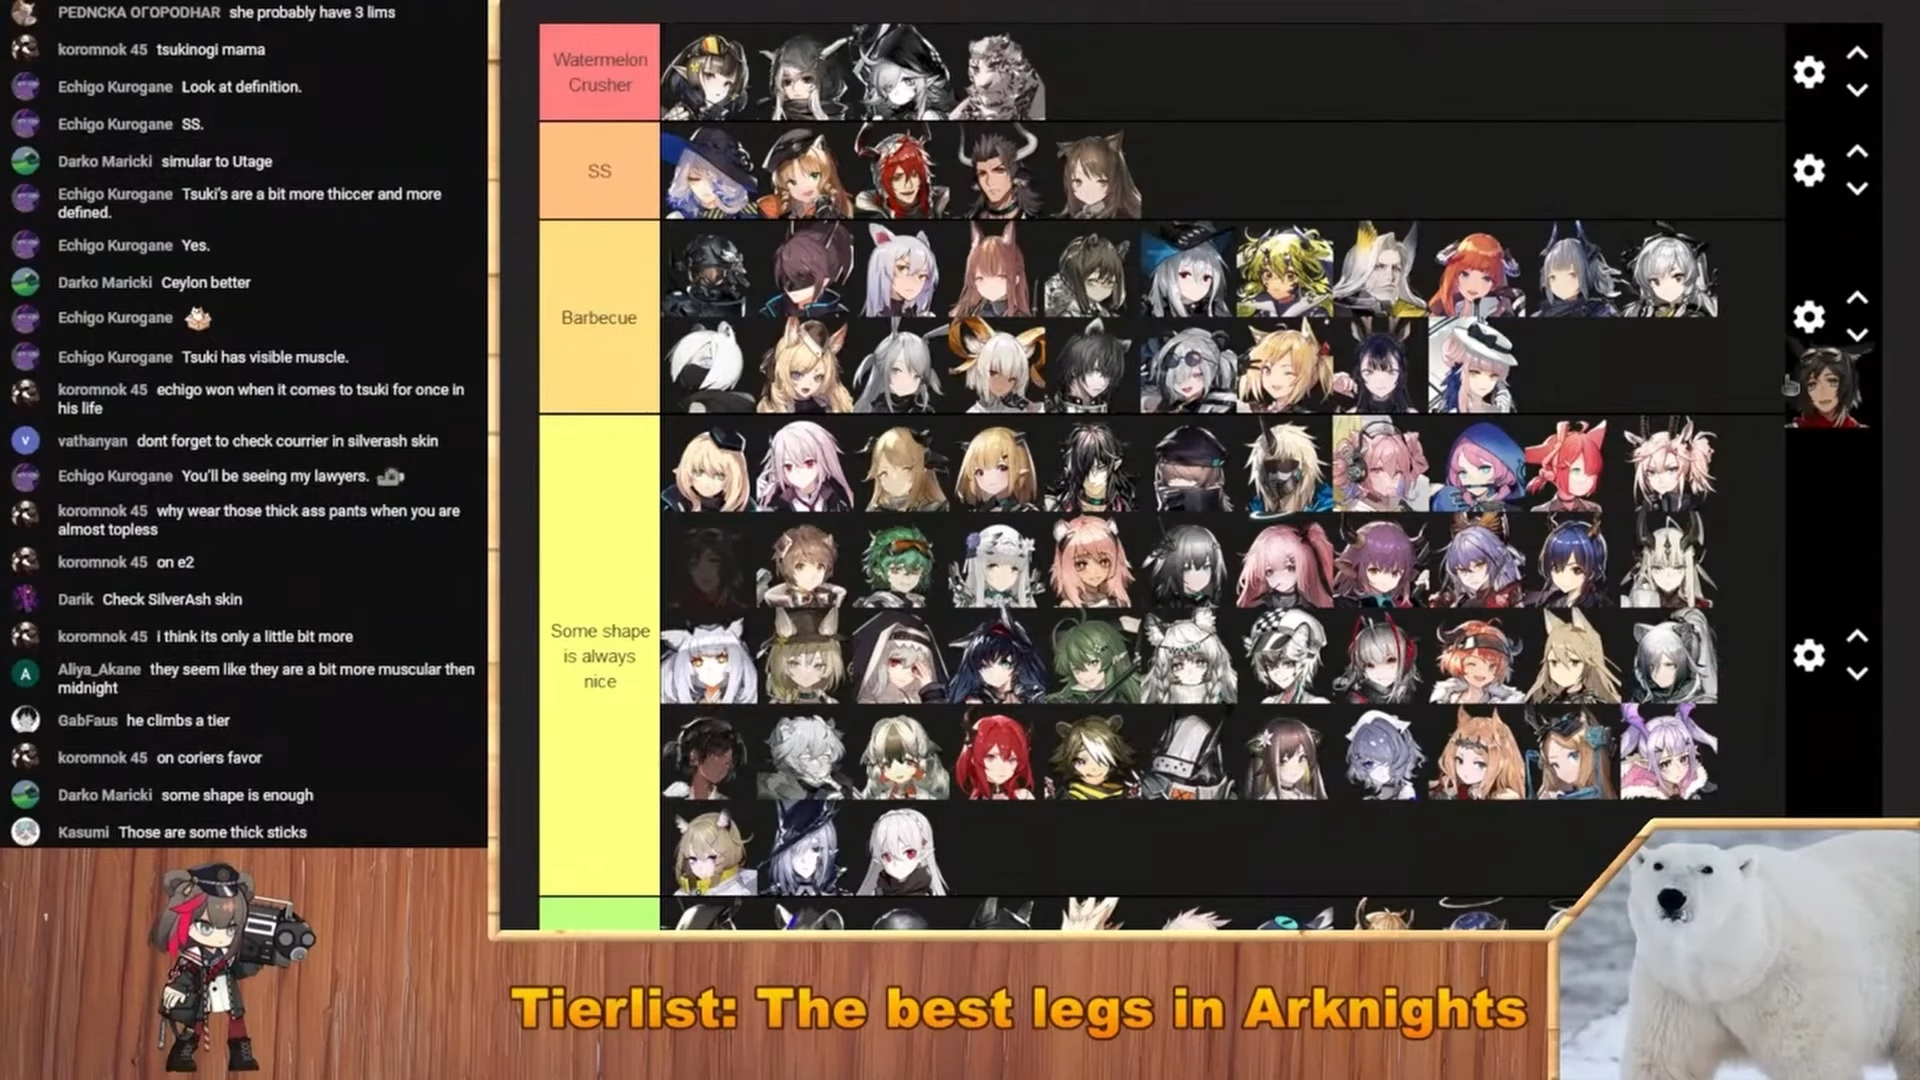 PEDNCKA ОГОРОDHAR she probably have 3 lims
koromnok 45 tsukinogi mama
Echigo Kurogane Look at definition.
Echigo Kurogane SS.
Darko Maricki simular to Utage
Echigo Kurogane Tsuki's are a bit more thiccer and more
defined.
Echigo Kurogane Yes.
Darko Maricki Ceylon better
Echigo Kurogane
Echigo Kurogane Tsuki has visible muscle.
koromnok 45 echigo won when it comes to tsuki for once in
his life
V vathanyan dont forget to check courrier in silverash skin
Echigo Kurogane You'll be seeing my lawyers.
koromnok 45 why wear those thick ass pants when you are
almost topless
koromnok 45 on e2
Darik Check SilverAsh skin
koromnok 45 i think its only a little bit more
A Aliya_Akane they seem like they are a bit more muscular then
midnight
GabFaus he climbs a tier
koromnok 45 on coriers favor
Darko Maricki some shape is enough
Kasumi Those are some thick sticks
Watermelon
Crusher
SS
Barbecue
Some shape
is always
nice
Tierlist: The best legs in Arknights